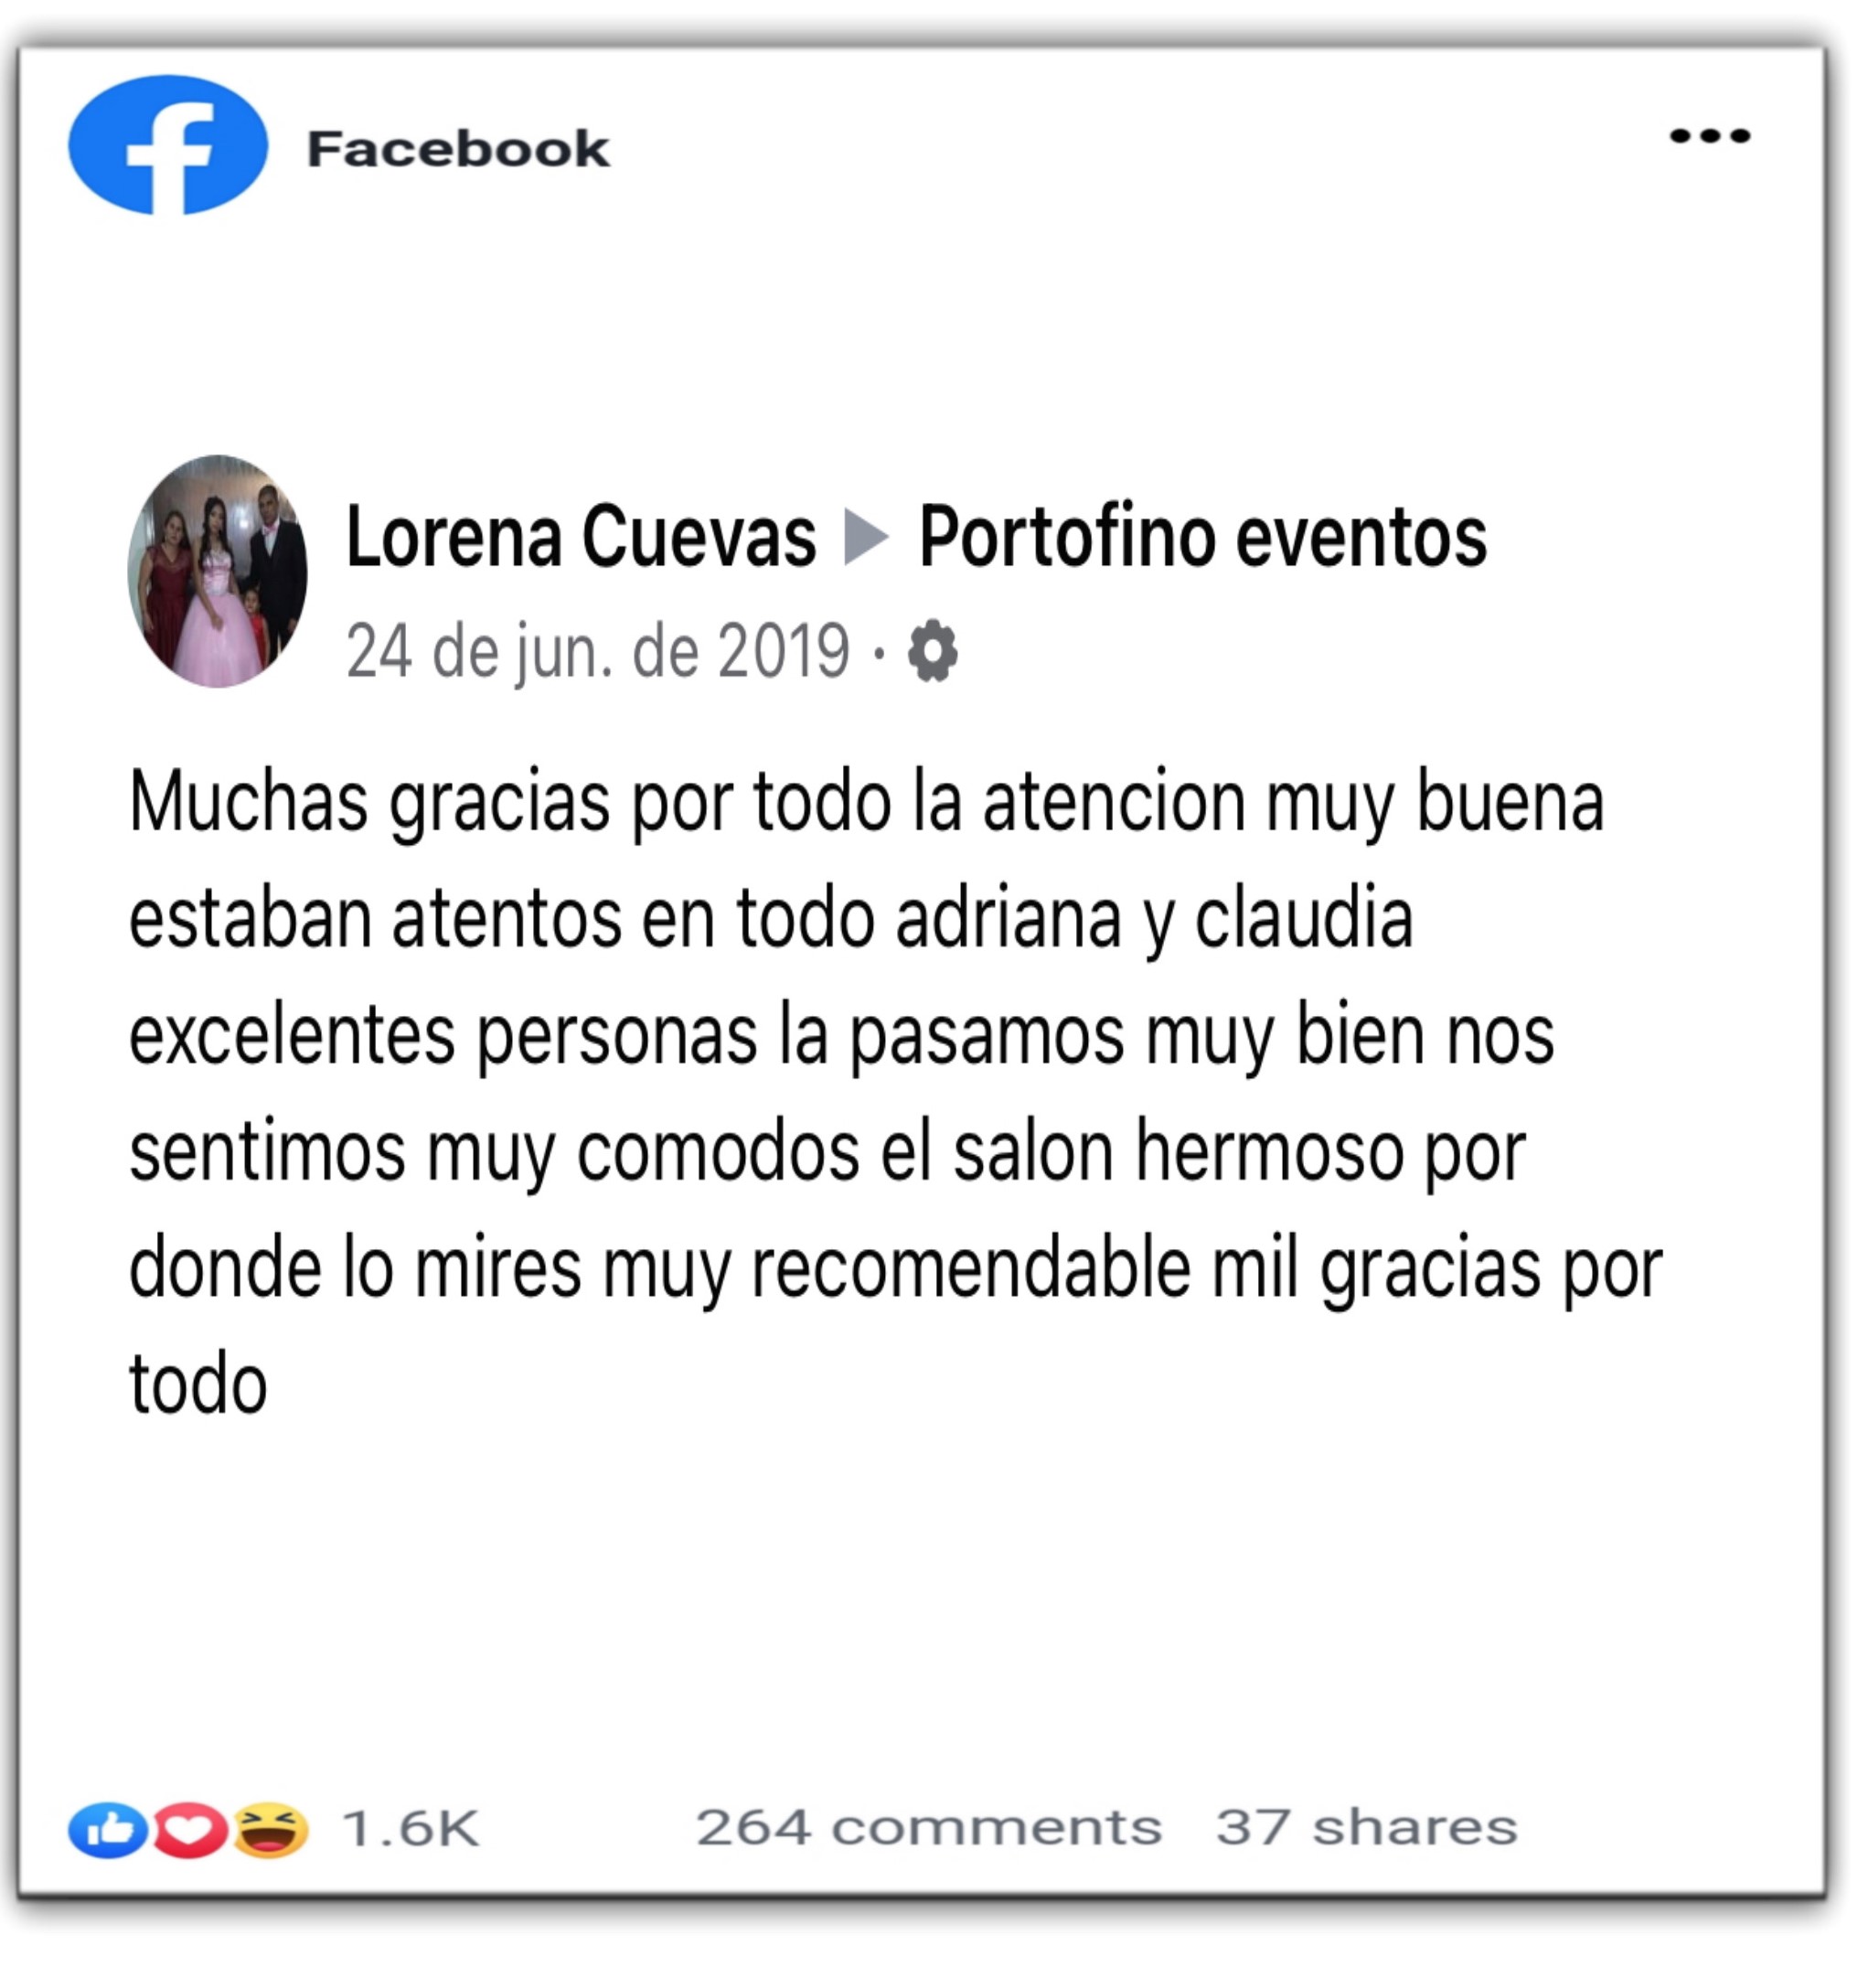 Facebook
Lorena Cuevas Portofino eventos
24 de jun. de 2019 ·
Muchas gracias por todo la atencion muy buena
estaban atentos en todo adriana y claudia
excelentes personas la pasamos muy bien nos
sentimos muy comodos el salon hermoso por
donde lo mires muy recomendable mil gracias por
todo
1.6K 264 comments 37 shares